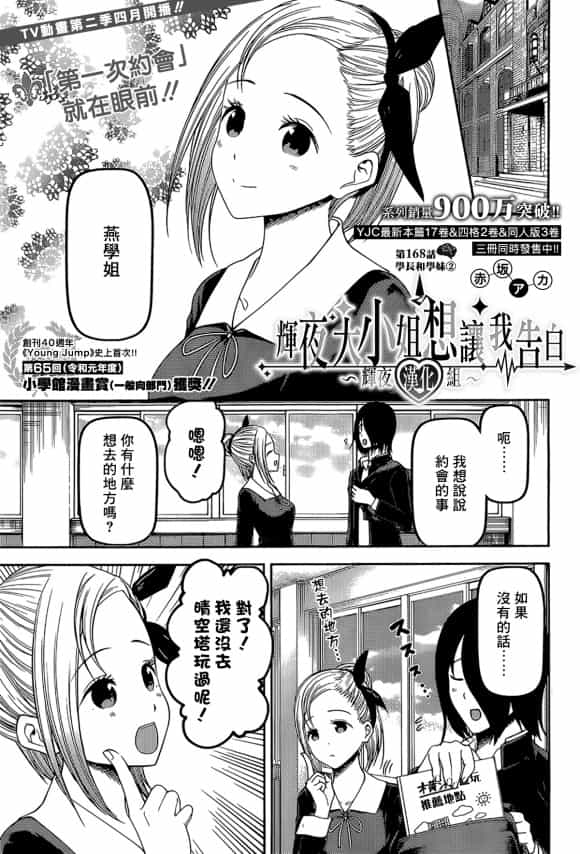 TV動畫第二季四月開播!!
「第一次約會」
就在眼前!!
系列銷量900万突破!!
YJC最新本篇17卷&四格2卷&同人版3卷
三冊同時發售中!!
第168話
學長和學妹②
赤坂アカ
輝夜大小姐想讓我告白
～輝夜漢化組～
燕學姐
創刊40週年
《Young Jump》史上首次!!
第65回(令和元年度)
小學館漫畫賞(一般向部門)獲獎!!
呃……
我想說說
約會的事
嗯嗯!
你有什麼
想去的地方嗎?
如果
沒有的話…
想去的地方…
スス…
推薦地點
對了!
我還沒去
晴空塔玩過呢!